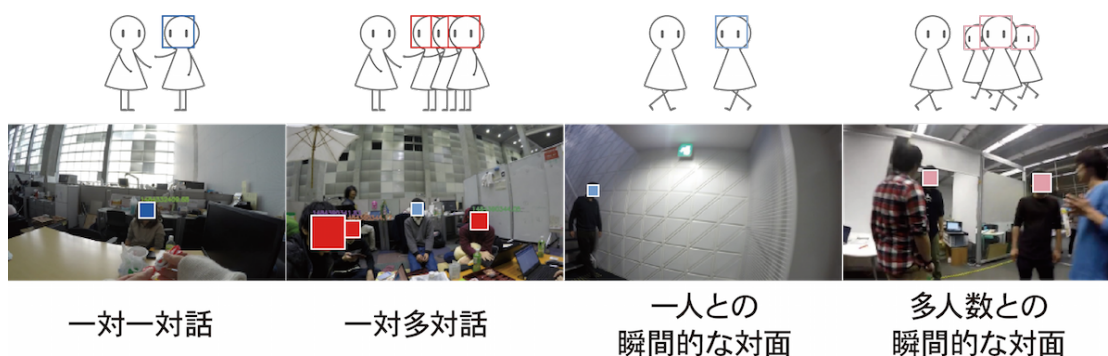 一対一対話
一対多対話
一人との
瞬間的な対面
多人数との
瞬間的な対面